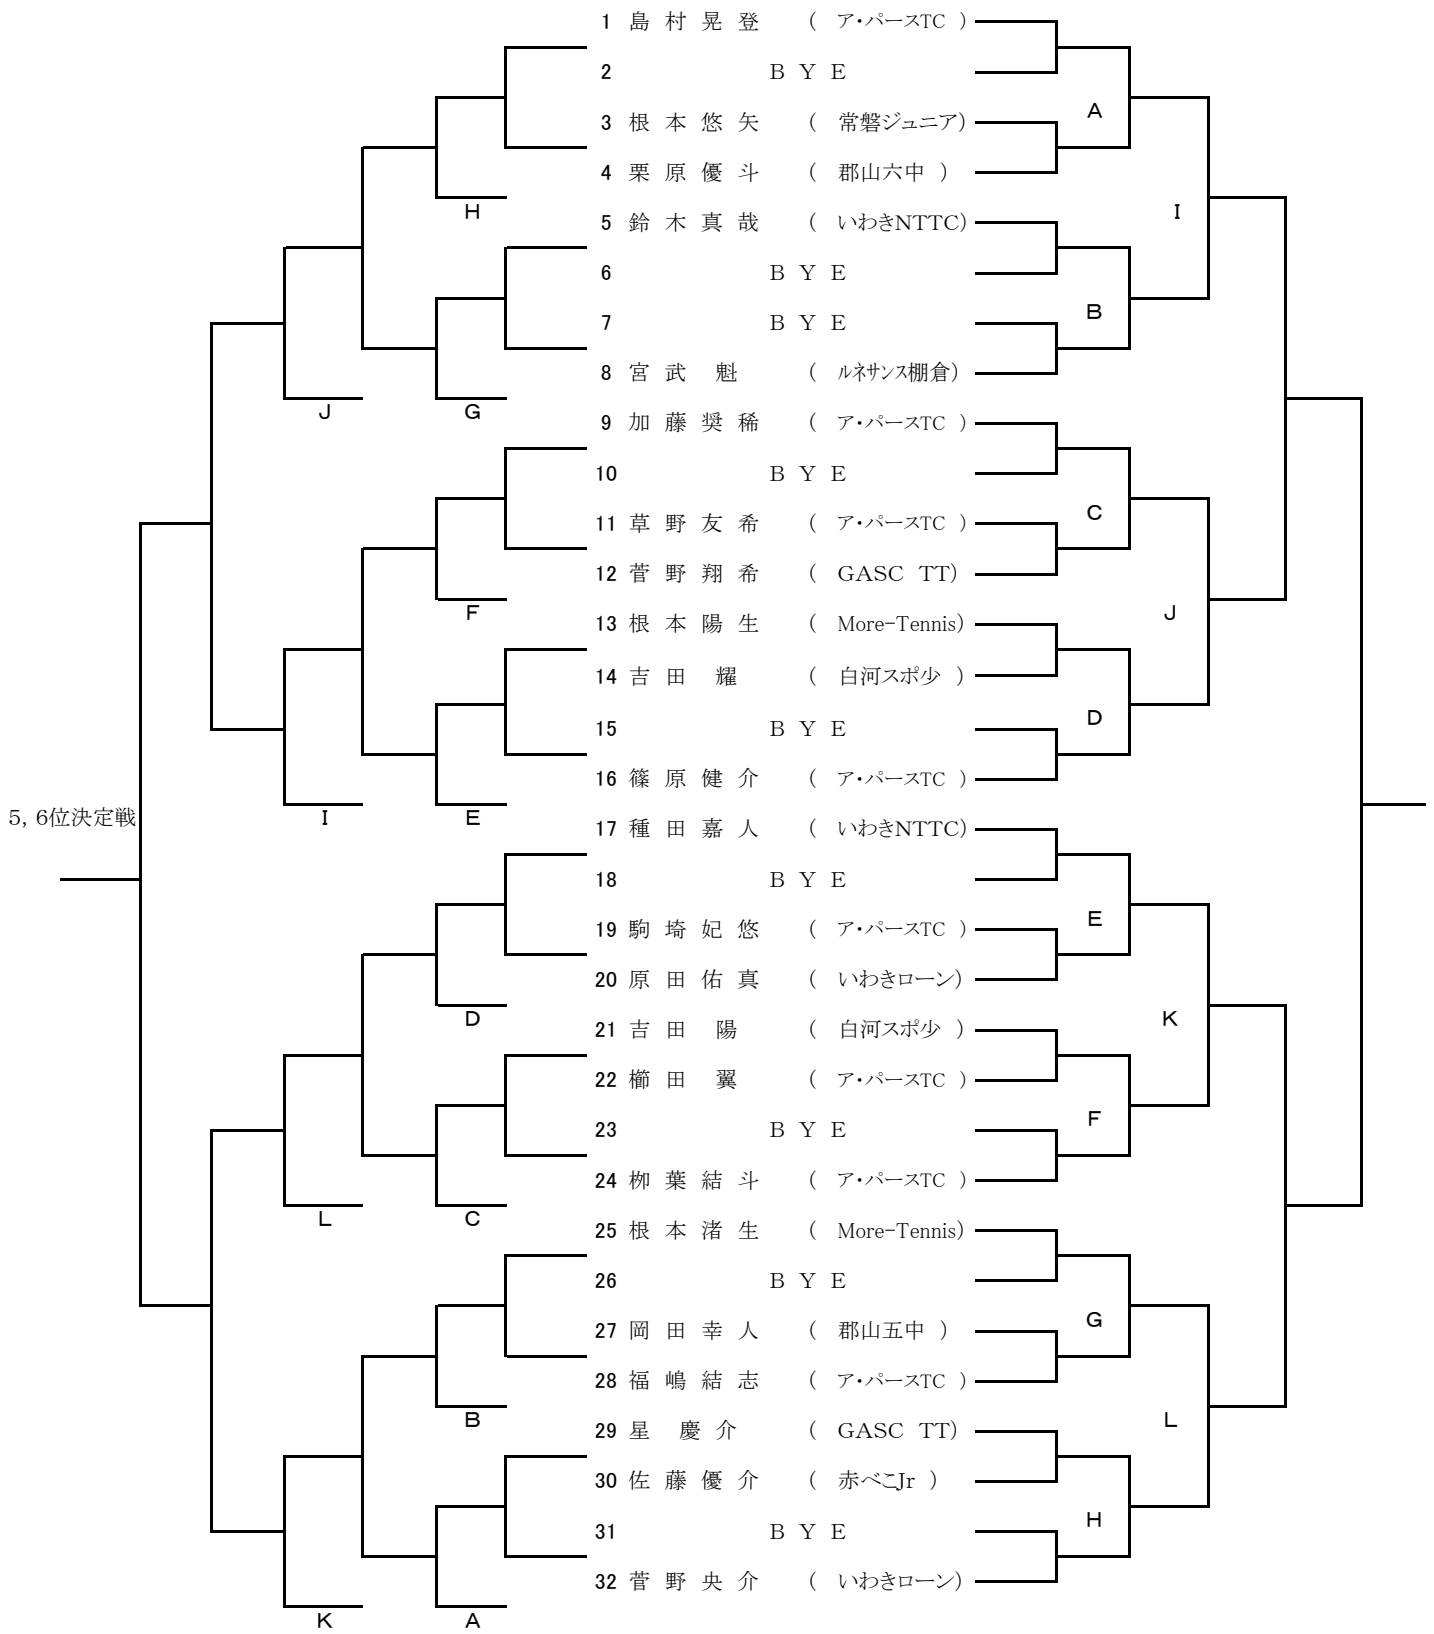 1 島 村 晃 登 ( ア・パースTC )
2 B Y E
A
3 根 本 悠 矢 ( 常磐ジュニア)
4 栗 原 優 斗 ( 郡山六中 )
H
I
5 鈴 木 真 哉 ( いわきNTTC)
6 B Y E
B
7 B Y E
8 宮 武 魁 ( ルネサンス棚倉)
J
G
9 加 藤 奨 稀 ( ア・パースTC )
10 B Y E
C
11 草 野 友 希 ( ア・パースTC )
12 菅 野 翔 希 ( GASC TT)
F
J
13 根 本 陽 生 ( More-Tennis)
14 吉 田 耀 ( 白河スポ少 )
D
15 B Y E
16 篠 原 健 介 ( ア・パースTC )
5, 6位決定戦
I
E
17 種 田 嘉 人 ( いわきNTTC)
18 B Y E
E
19 駒 埼 妃 悠 ( ア・パースTC )
20 原 田 佑 真 ( いわきローン)
D
K
21 吉 田 陽 ( 白河スポ少 )
22 櫛 田 翼 ( ア・パースTC )
F
23 B Y E
24 栁 葉 結 斗 ( ア・パースTC )
L
C
25 根 本 渚 生 ( More-Tennis)
26 B Y E
G
27 岡 田 幸 人 ( 郡山五中 )
28 福 嶋 結 志 ( ア・パースTC )
B
L
29 星 慶 介 ( GASC TT)
30 佐 藤 優 介 ( 赤べこJr )
H
31 B Y E
32 菅 野 央 介 ( いわきローン)
K
A